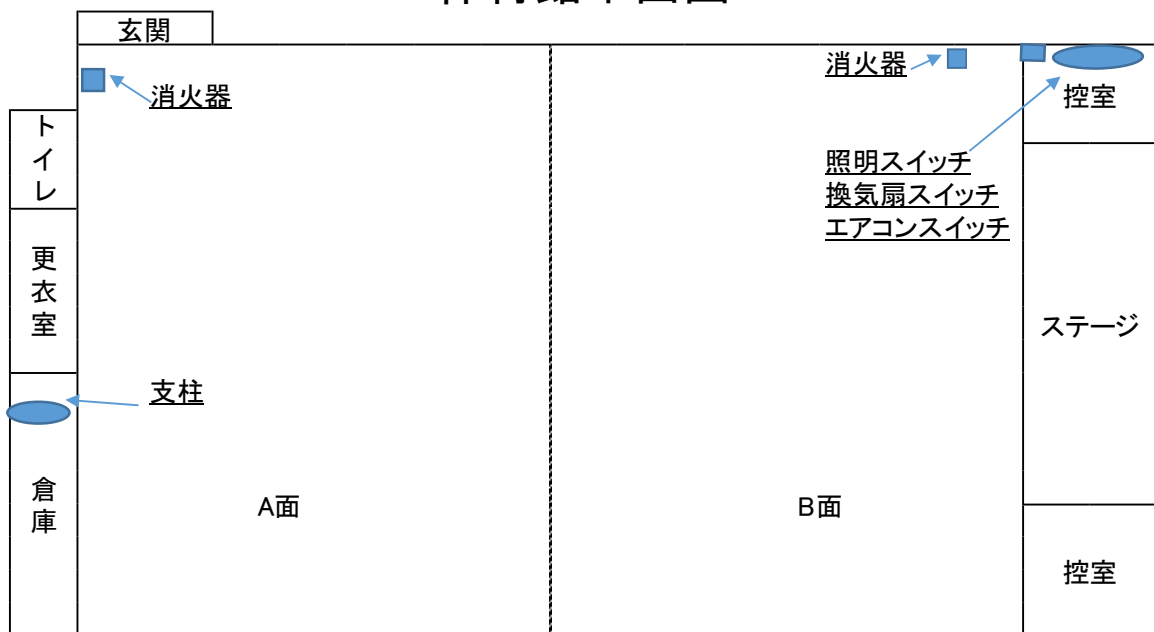 玄関
消火器
消火器
控室
トイレ
照明スイッチ
換気扇スイッチ
エアコンスイッチ
更衣室
ステージ
支柱
倉庫
A面
B面
控室